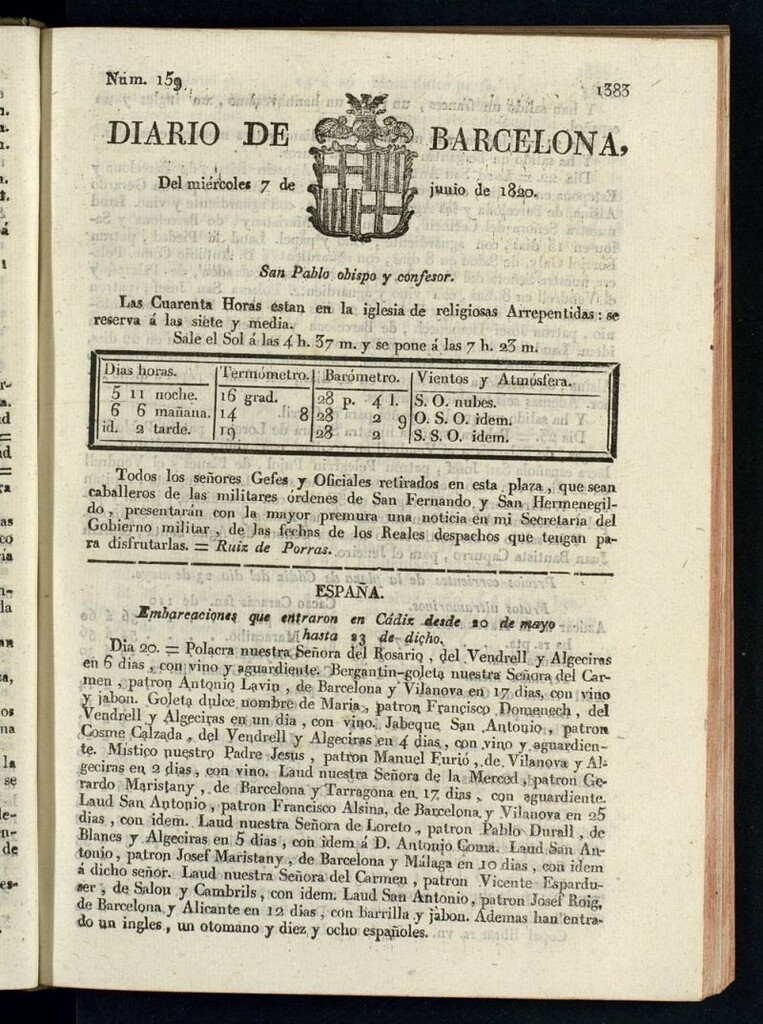 Num. 159. 1383
DIARIO DE BARCELONA,
Del miércoles 7 de junio de 1820.
San Pablo obispo y confesor.
Las Cuarenta Horas están en la iglesia de religiosas Arrepentidas: se
reserva á las siete y media.
Sale el Sol á las 4 h. 37 m. y se pone á las 7 h. 23 m.
Dias horas. Termómetro. Barómetro. Vientos y Atmósfera.
5 11 noche. 16 grad. 28 p. 4 l. S. O. nubes.
6 6 mañana. 14 8 28 2 9 O. S. O. idem.
id. 2 tarde. 19 28 2 S. S. O. idem.
Todos los señores Gefes y Oficiales retirados en esta plaza, que sean
caballeros de las militares órdenes de San Fernando y San Hermenegil-
do, presentarán con la mayor premura una noticia en mi Secretaría del
Gobierno militar, de las fechas de los Reales despachos que tengan pa-
ra disfrutarlas. = Ruiz de Porras.
ESPAÑA.
Embarcaciones que entraron en Cádiz desde 20 de mayo
hasta 23 de dicho.
Dia 20. = Polacra nuestra Señora del Rosario, del Vendrell y Algeciras
en 6 dias, con vino y aguardiente. Bergantin-goleta nuestra Señora del Car-
men, patron Antonio Lavin, de Barcelona y Vilanova en 17 dias, con vino
y jabon. Goleta dulce nombre de Maria, patron Francisco Domenech, del
Vendrell y Algeciras en un dia, con vino. Jabeque San Antonio, patron
Cosme Calzada, del Vendrell y Algeciras en 4 dias, con vino y aguardien-
te. Místico nuestro Padre Jesus, patron Manuel Furió, de Vilanova y Al-
geciras en 2 dias, con vino. Laud nuestra Señora de la Merced, patron Ge-
rardo Maristany, de Barcelona y Tarragona en 17 dias, con aguardiente.
Laud San Antonio, patron Francisco Alsina, de Barcelona y Vilanova en 25
dias, con idem. Laud nuestra Señora de Loreto, patron Pablo Durall, de
Blanes y Algeciras en 5 dias, con idem á D. Antonio Goma. Laud San An-
tonio, patron Josef Maristany, de Barcelona y Málaga en 10 dias, con idem
á dicho señor. Laud nuestra Señora del Carmen, patron Vicente Espardu-
ser, de Salou y Cambrils, con idem. Laud San Antonio, patron Josef Roig,
de Barcelona y Alicante en 12 dias, con barrilla y jabon. Ademas han entra-
do un ingles, un otomano y diez y ocho españoles.